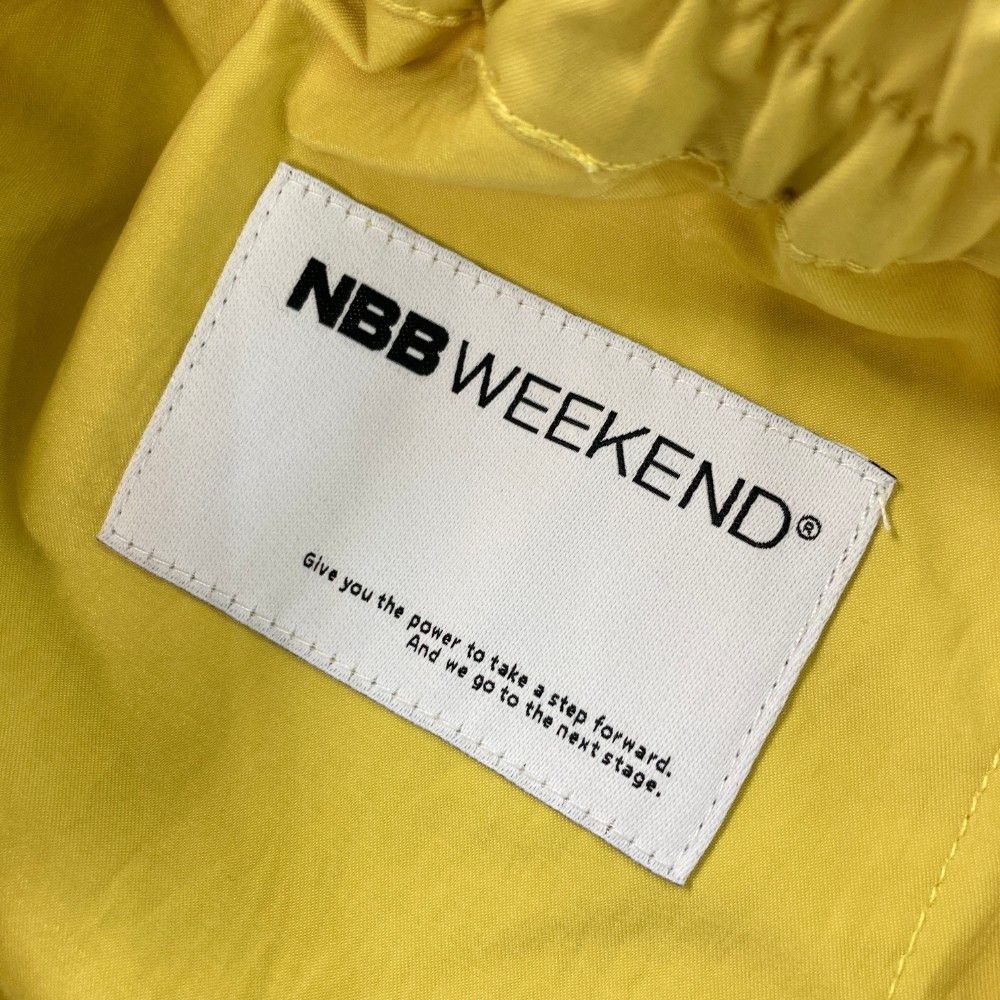 NBB WEEKEND®
Give you the power to take a step forward.
And we go to the next stage.